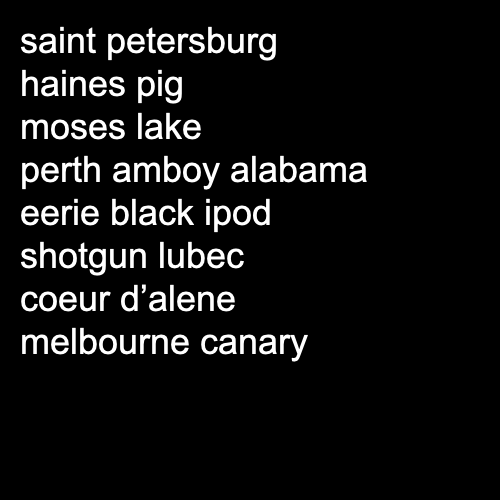 saint petersburg
haines pig
moses lake
perth amboy alabama
eerie black ipod
shotgun lubec
coeur d’alene
melbourne canary